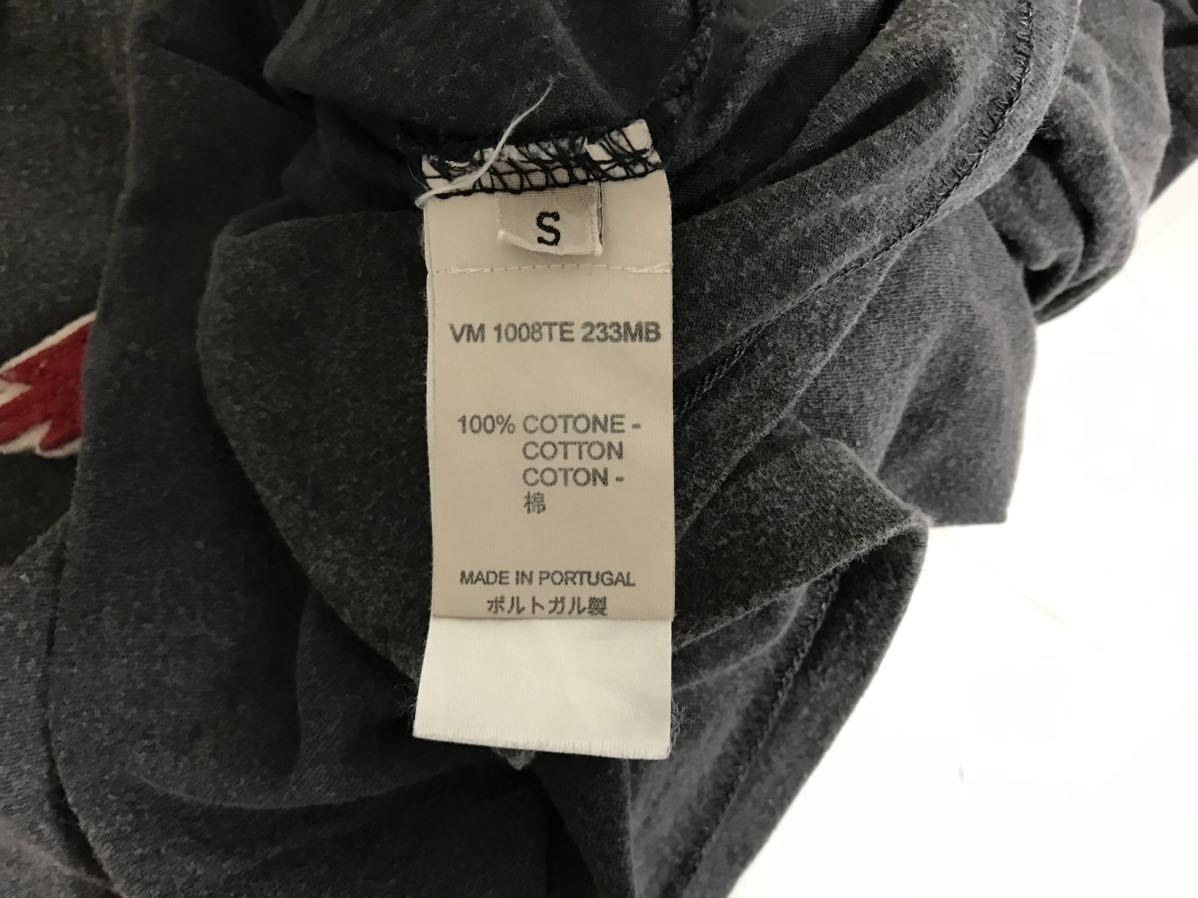 S
VM 1008TE 233MB
100% COTONE -
COTTON
COTON -
棉
MADE IN PORTUGAL
ポルトガル製